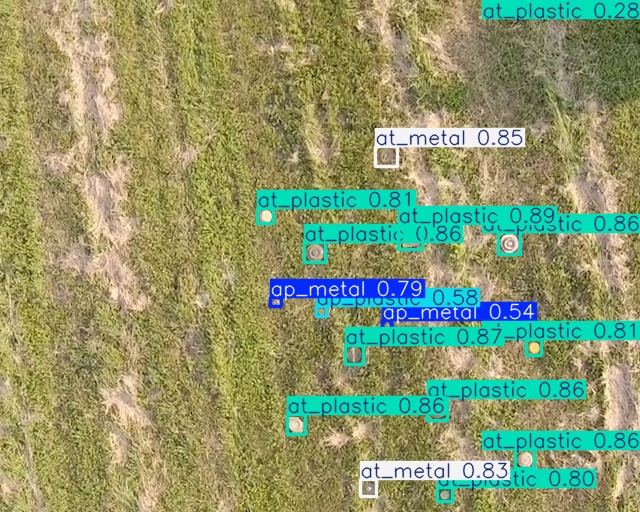 at_plastic 0.28
at_metal 0.85
at_plastic 0.81
at_plastic 0.89
at_plastic 0.86
0.86
ap_metal 0.79
ap_plastic 0.58
ap_metal 0.54
at_plastic 0.87
plastic 0.81
at_plastic 0.86
at_plastic 0.86
at_plastic 0.86
at_metal 0.83
at_plastic 0.80